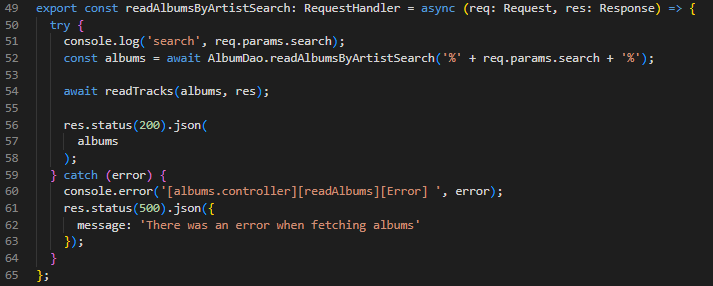 49 export const readAlbumsByArtistSearch: RequestHandler = async (req: Request, res: Response) => {
50   try {
51     console.log('search', req.params.search);
52     const albums = await AlbumDao.readAlbumsByArtistSearch('%' + req.params.search + '%');
53
54     await readTracks(albums, res);
55
56     res.status(200).json(
57       albums
58     );
59   } catch (error) {
60     console.error('[albums.controller][readAlbums][Error] ', error);
61     res.status(500).json({
62       message: 'There was an error when fetching albums'
63     });
64   }
65 };